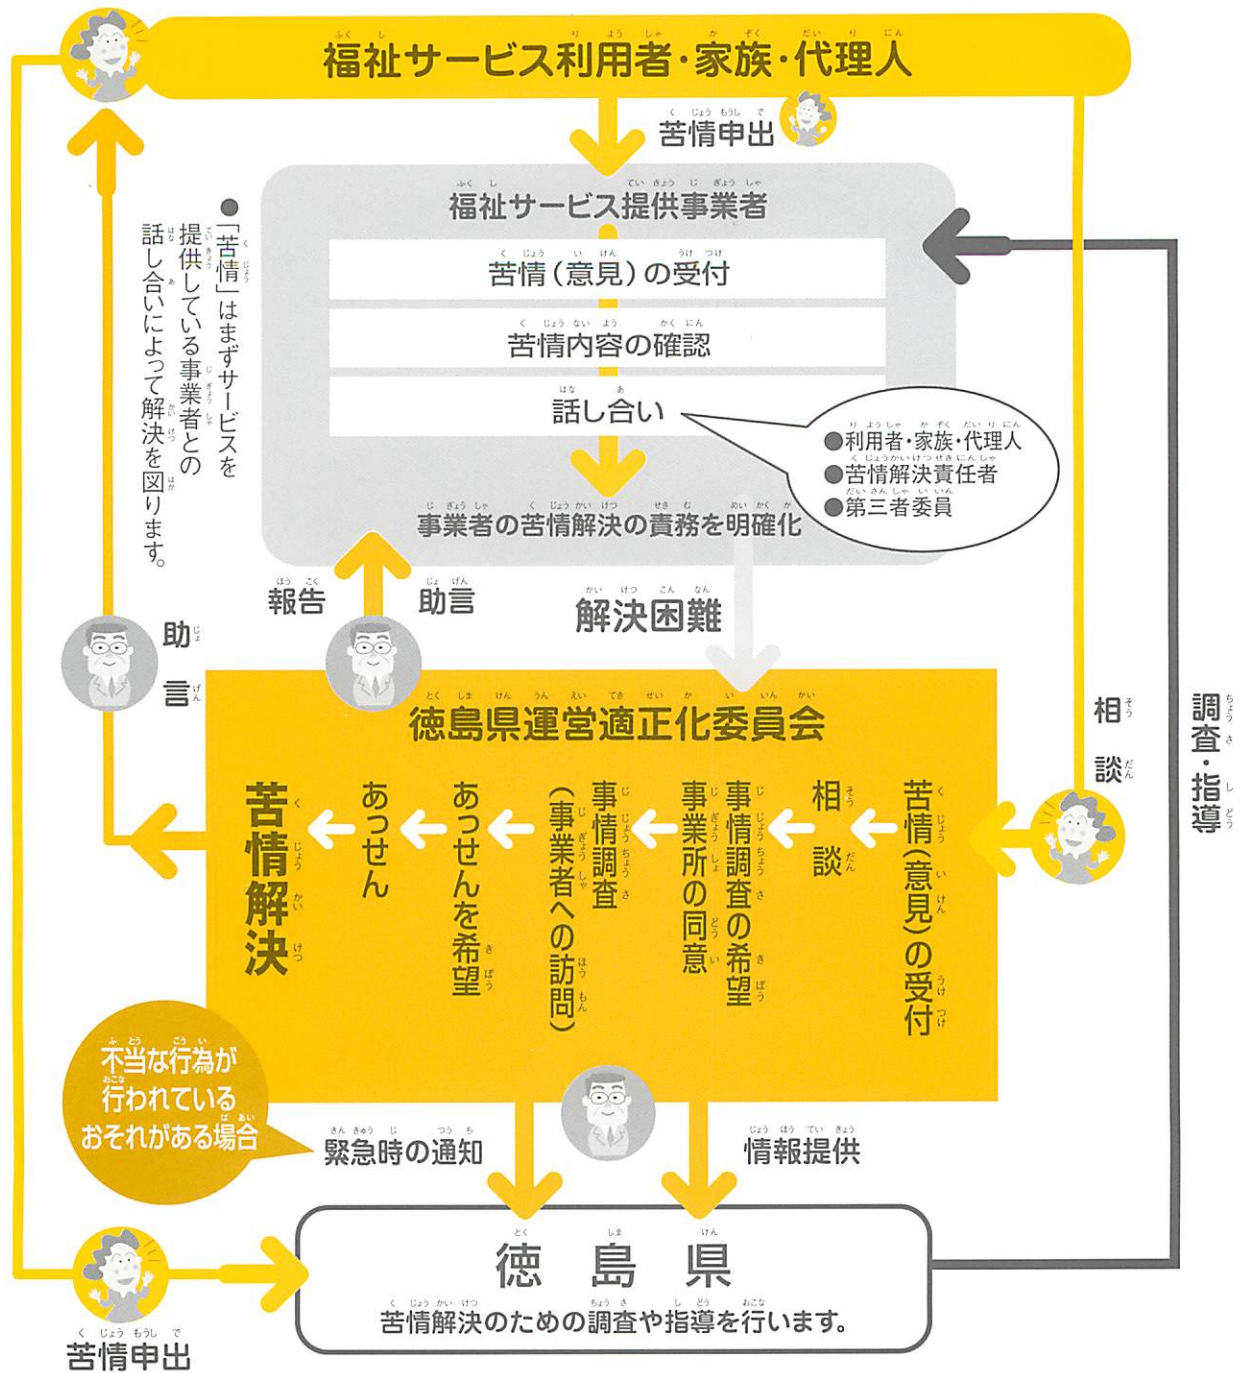 福祉サービス利用者・家族・代理人
苦情申出
福祉サービス提供事業者
苦情(意見)の受付
苦情内容の確認
話し合い
●利用者・家族・代理人
●苦情解決責任者
●第三者委員
事業者の苦情解決の責務を明確化
●「苦情」はまずサービスを
提供している事業者との
話し合いによって解決を図ります。
報告
助言
解決困難
助言
相談
調査・指導
徳島県運営適正化委員会
苦情(意見)の受付
相談
事情調査の希望
事業所の同意
事情調査
(事業者への訪問)
あっせんを希望
あっせん
苦情解決
不当な行為が
行われている
おそれがある場合
緊急時の通知
情報提供
徳島県
苦情解決のための調査や指導を行います。
苦情申出